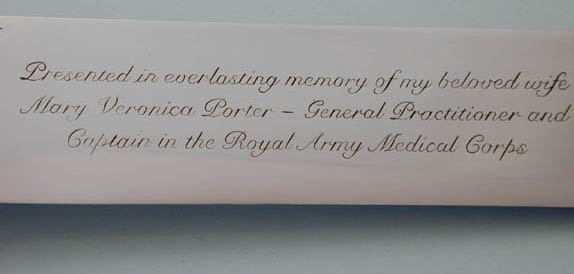 Presented in everlasting memory of my beloved wife
Mary Veronica Porter – General Practitioner and
Captain in the Royal Army Medical Corps